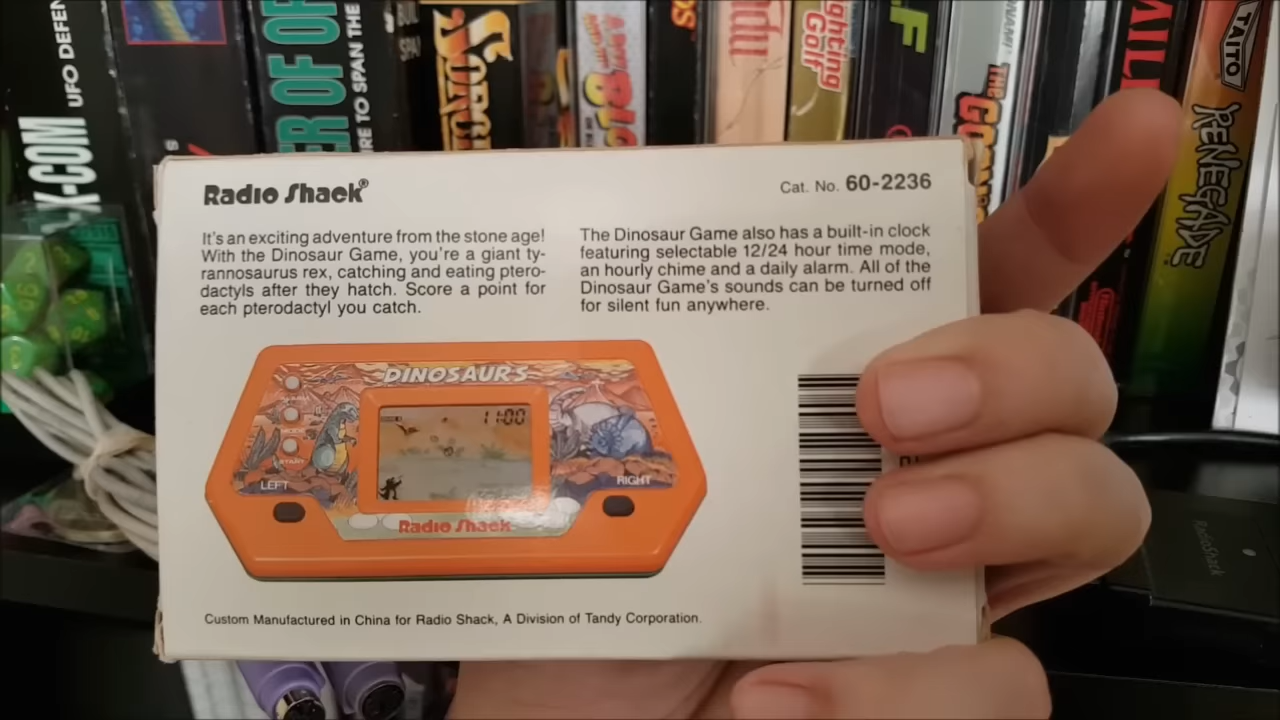 X-COM
UFO DEFEN
ER OF
RE TO SPAN THE
Fighting
Golf
THE
TAITO
RENEGADE
Radio Shack®
Cat. No. 60-2236
It's an exciting adventure from the stone age!
With the Dinosaur Game, you're a giant ty-
rannosaurus rex, catching and eating ptero-
dactyls after they hatch. Score a point for
each pterodactyl you catch.
The Dinosaur Game also has a built-in clock
featuring selectable 12/24 hour time mode,
an hourly chime and a daily alarm. All of the
Dinosaur Game's sounds can be turned off
for silent fun anywhere.
DINOSAURS
11:00
MODE
START
LEFT
RIGHT
Radio Shack
Custom Manufactured in China for Radio Shack, A Division of Tandy Corporation.
RadioShack